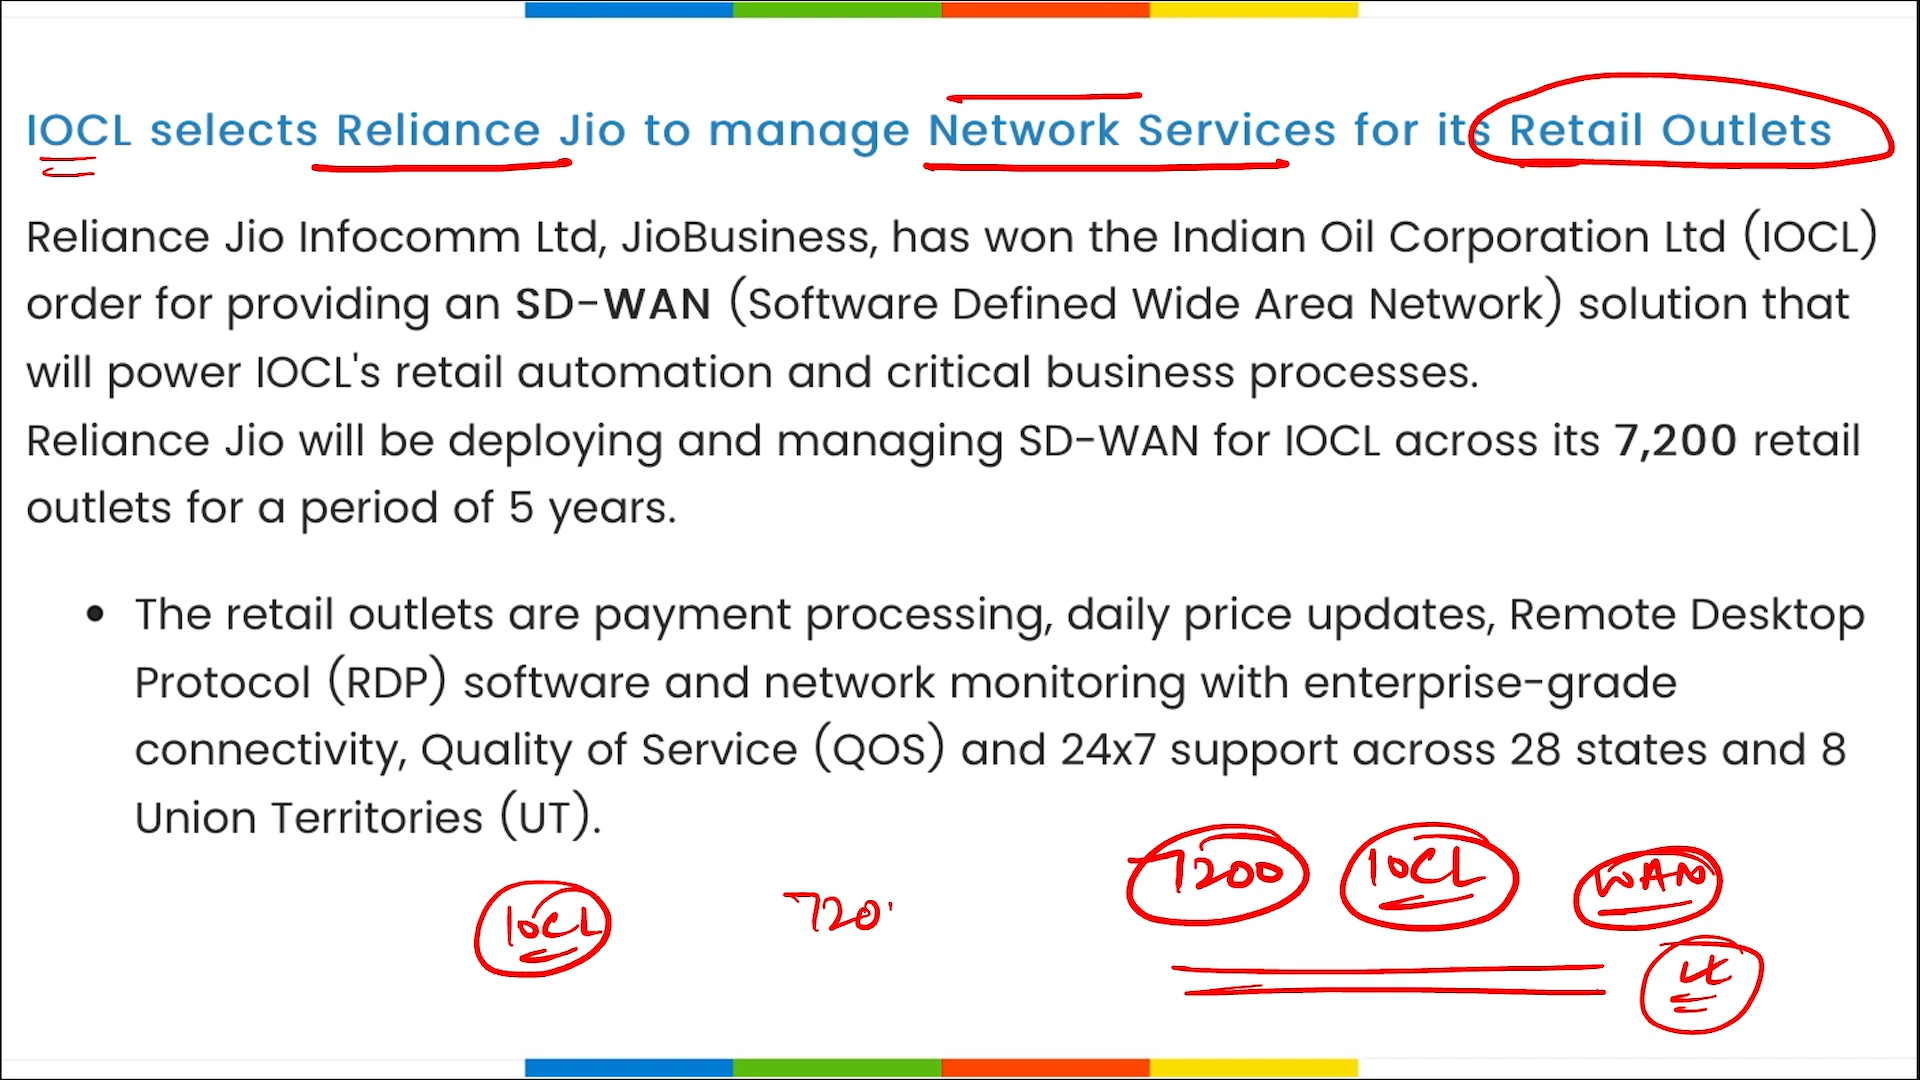 IOCL selects Reliance Jio to manage Network Services for its Retail Outlets
Reliance Jio Infocomm Ltd, JioBusiness, has won the Indian Oil Corporation Ltd (IOCL)
order for providing an SD-WAN (Software Defined Wide Area Network) solution that
will power IOCL's retail automation and critical business processes.
Reliance Jio will be deploying and managing SD-WAN for IOCL across its 7,200 retail
outlets for a period of 5 years.
• The retail outlets are payment processing, daily price updates, Remote Desktop
Protocol (RDP) software and network monitoring with enterprise-grade
connectivity, Quality of Service (QOS) and 24x7 support across 28 states and 8
Union Territories (UT).
7200 IOCL WAN
IOCL 720